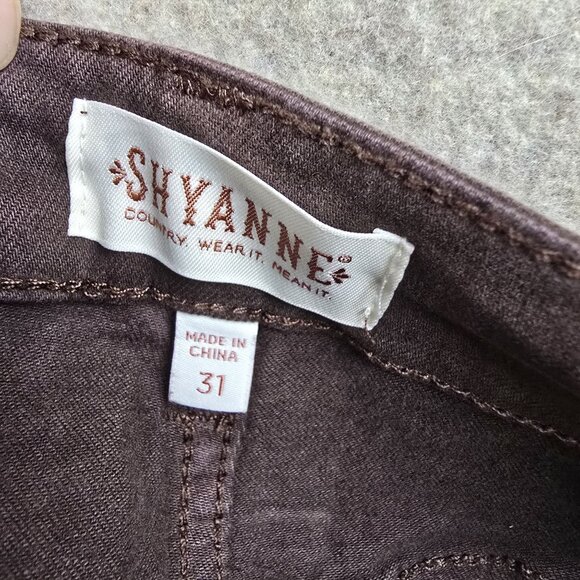 SHYANNE®
COUNTRY. WEAR IT. MEAN IT.
MADE IN
CHINA
31